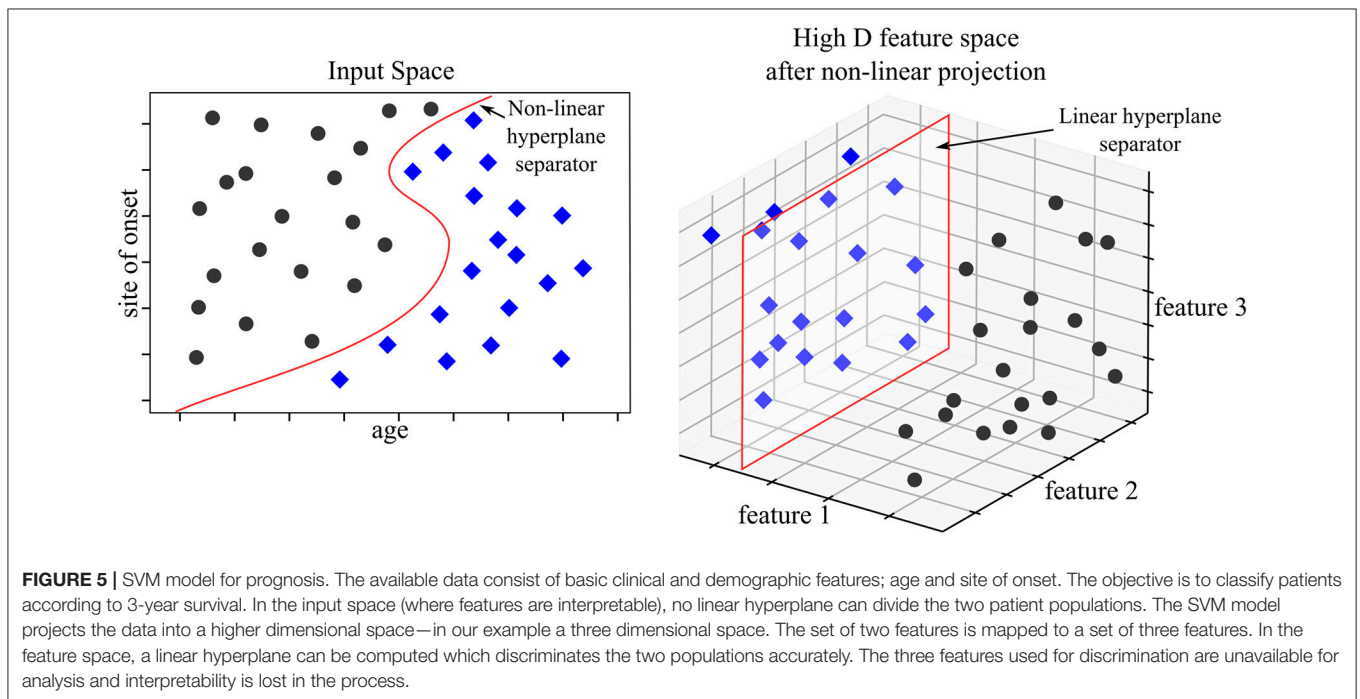 Input Space
Non-linear
hyperplane
separator
site of onset
age
High D feature space
after non-linear projection
Linear hyperplane
separator
feature 3
feature 2
feature 1
FIGURE 5 | SVM model for prognosis. The available data consist of basic clinical and demographic features; age and site of onset. The objective is to classify patients
according to 3-year survival. In the input space (where features are interpretable), no linear hyperplane can divide the two patient populations. The SVM model
projects the data into a higher dimensional space—in our example a three dimensional space. The set of two features is mapped to a set of three features. In the
feature space, a linear hyperplane can be computed which discriminates the two populations accurately. The three features used for discrimination are unavailable for
analysis and interpretability is lost in the process.